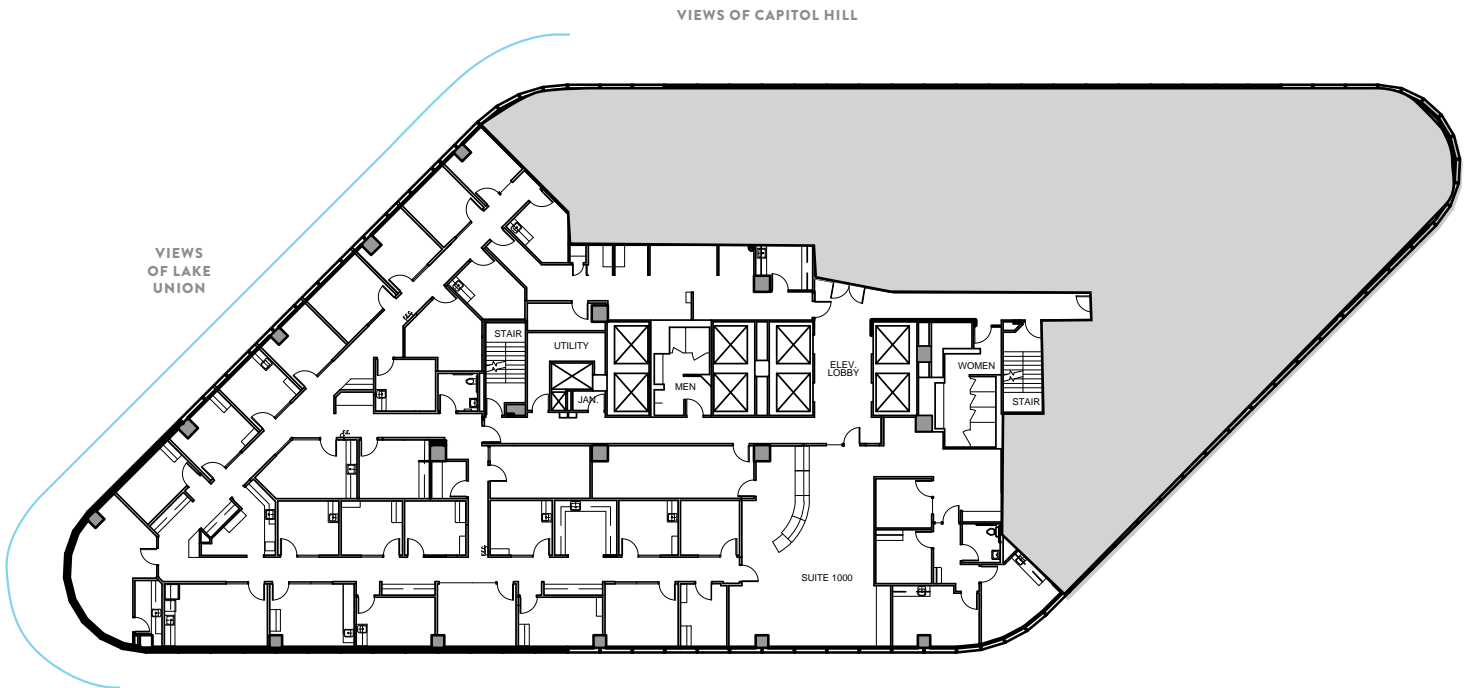 VIEWS OF CAPITOL HILL
VIEWS
OF LAKE
UNION
STAIR
UTILITY
JAN.
MEN
ELEV.
LOBBY
WOMEN
STAIR
SUITE 1000